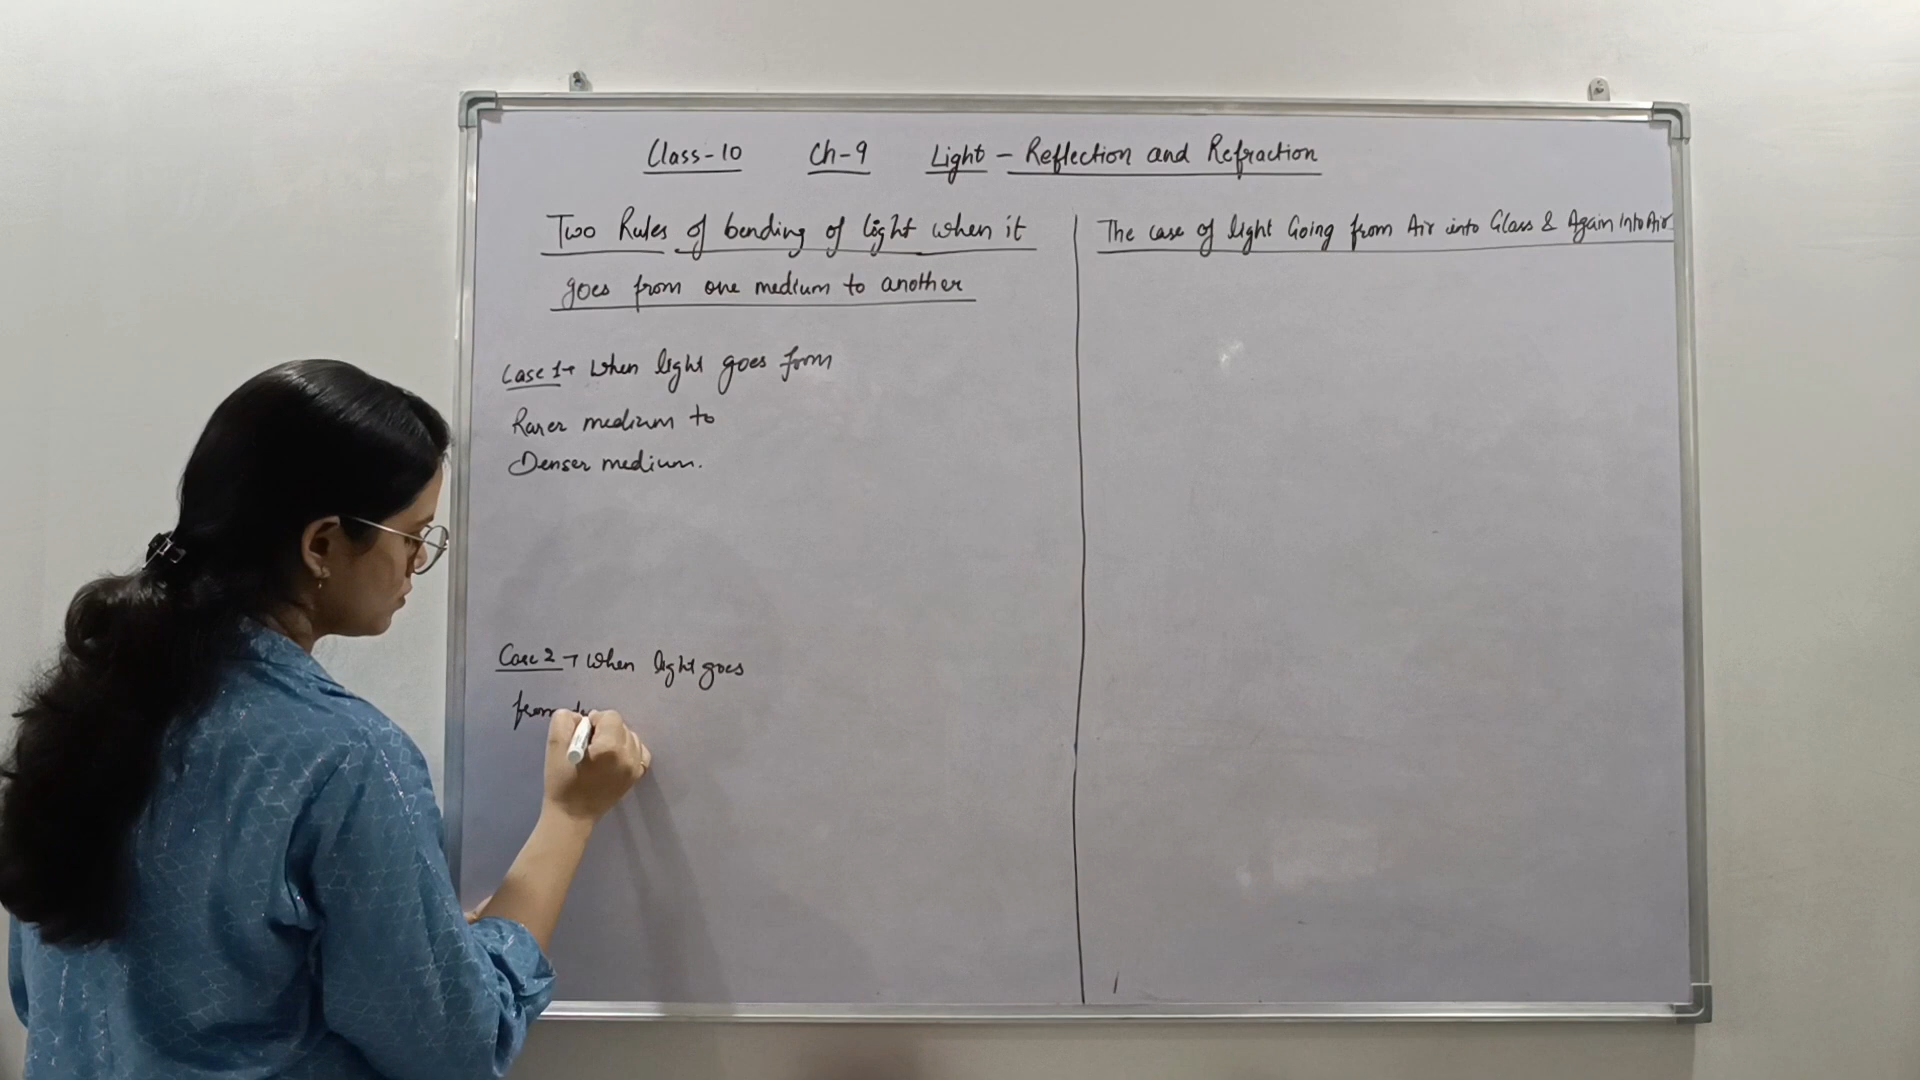 Class-10 Ch-9 Light - Reflection and Refraction
Two Rules of bending of light when it
goes from one medium to another
Case 1→ When light goes from
Rarer medium to
Denser medium.
Case 2 → When light goes
from
The case of light Going from Air into Glass & Again Into Air